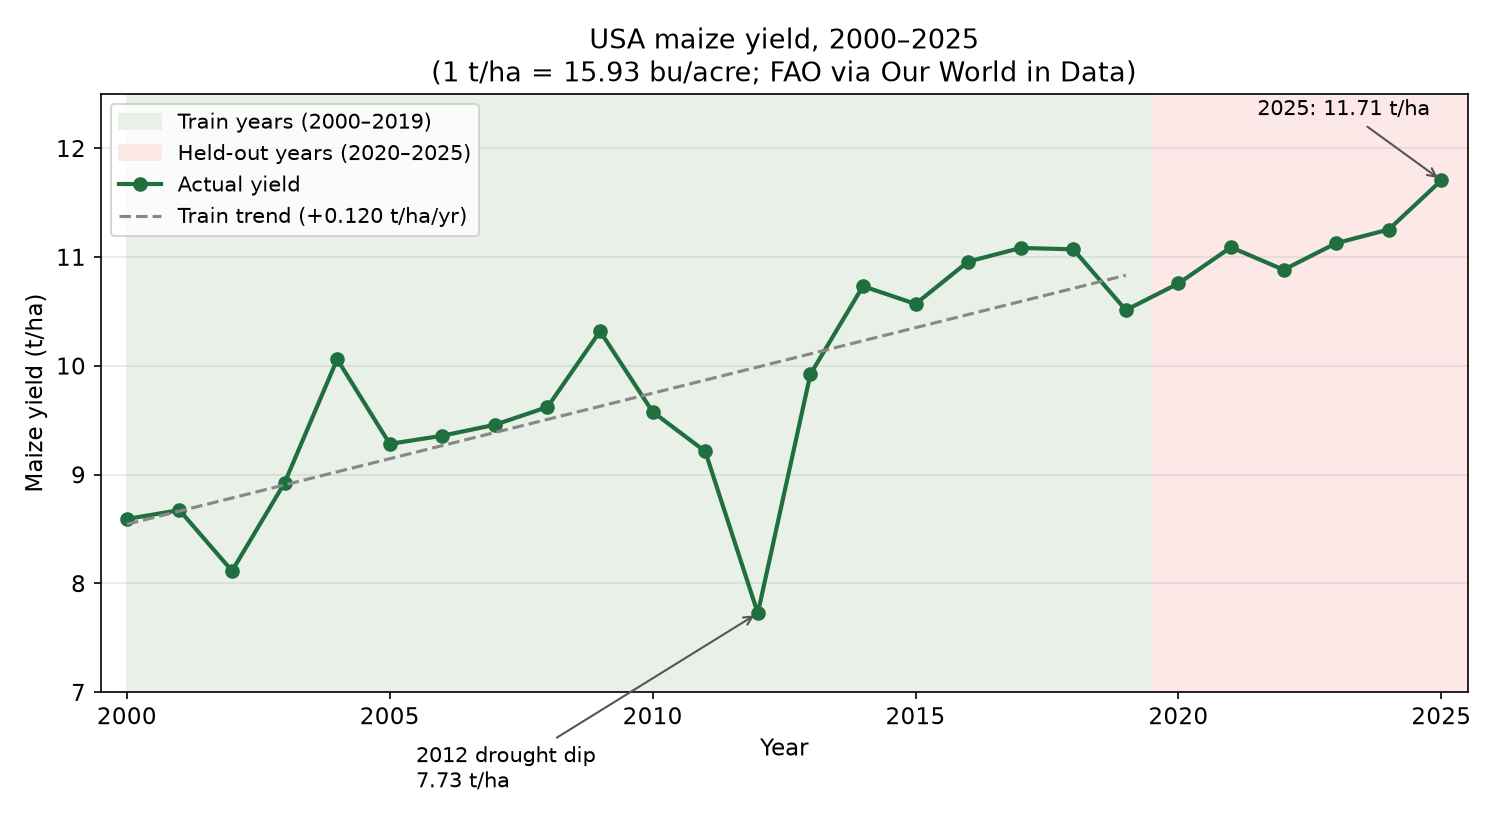 USA maize yield, 2000–2025
(1 t/ha = 15.93 bu/acre; FAO via Our World in Data)
Train years (2000–2019)
Held-out years (2020–2025)
Actual yield
Train trend (+0.120 t/ha/yr)
2025: 11.71 t/ha
Maize yield (t/ha)
12
11
10
9
8
7
2000
2005
2010
2015
2020
2025
Year
2012 drought dip
7.73 t/ha